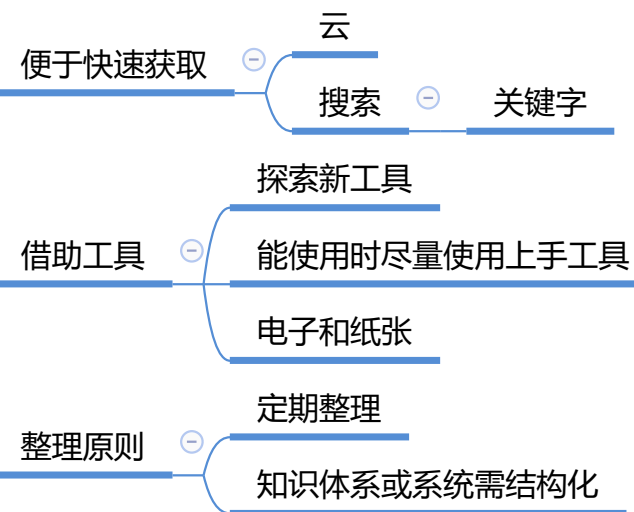 云
便于快速获取
搜索
关键字
探索新工具
借助工具
能使用时尽量使用上手工具
电子和纸张
定期整理
整理原则
知识体系或系统需结构化